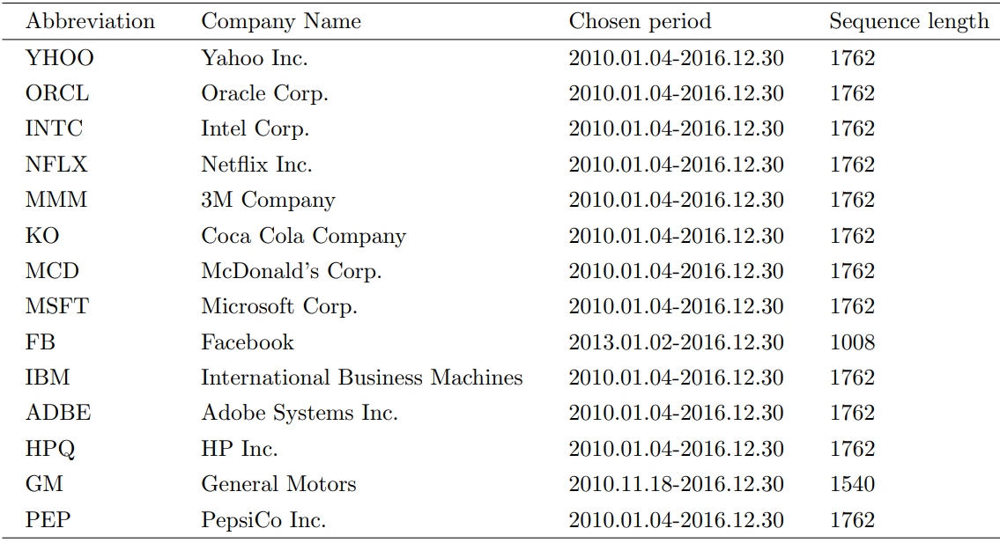 Abbreviation Company Name Chosen period Sequence length
YHOO Yahoo Inc. 2010.01.04-2016.12.30 1762
ORCL Oracle Corp. 2010.01.04-2016.12.30 1762
INTC Intel Corp. 2010.01.04-2016.12.30 1762
NFLX Netflix Inc. 2010.01.04-2016.12.30 1762
MMM 3M Company 2010.01.04-2016.12.30 1762
KO Coca Cola Company 2010.01.04-2016.12.30 1762
MCD McDonald's Corp. 2010.01.04-2016.12.30 1762
MSFT Microsoft Corp. 2010.01.04-2016.12.30 1762
FB Facebook 2013.01.02-2016.12.30 1008
IBM International Business Machines 2010.01.04-2016.12.30 1762
ADBE Adobe Systems Inc. 2010.01.04-2016.12.30 1762
HPQ HP Inc. 2010.01.04-2016.12.30 1762
GM General Motors 2010.11.18-2016.12.30 1540
PEP PepsiCo Inc. 2010.01.04-2016.12.30 1762